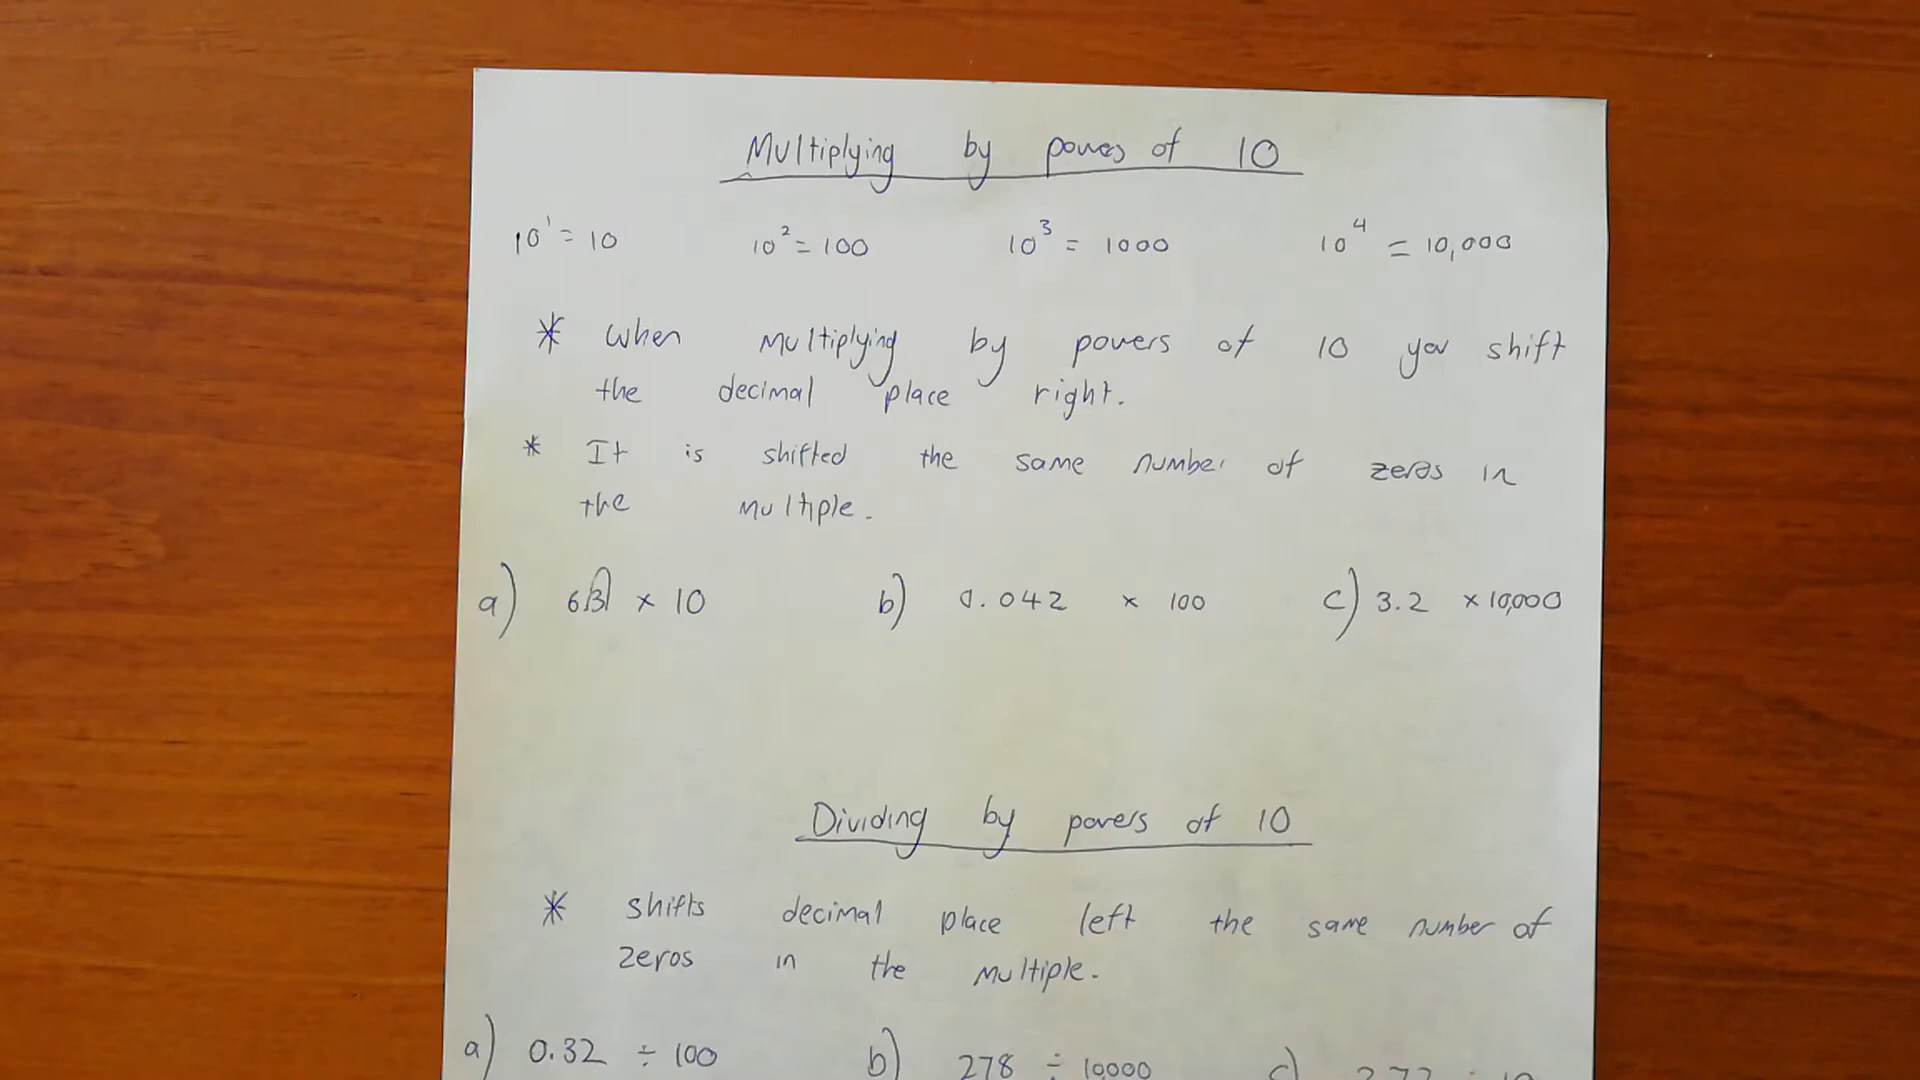 Multiplying by powers of 10
10¹ = 10 10² = 100 10³ = 1000 10⁴ = 10,000
* When multiplying by powers of 10 you shift
the decimal place right.
* It is shifted the same number of zeros in
the multiple.
a) 63 × 10 b) 0.042 × 100 c) 3.2 × 10,000
Dividing by powers of 10
* shifts decimal place left the same number of
zeros in the multiple.
a) 0.32 ÷ 100 b) 278 ÷ 10,000 c)